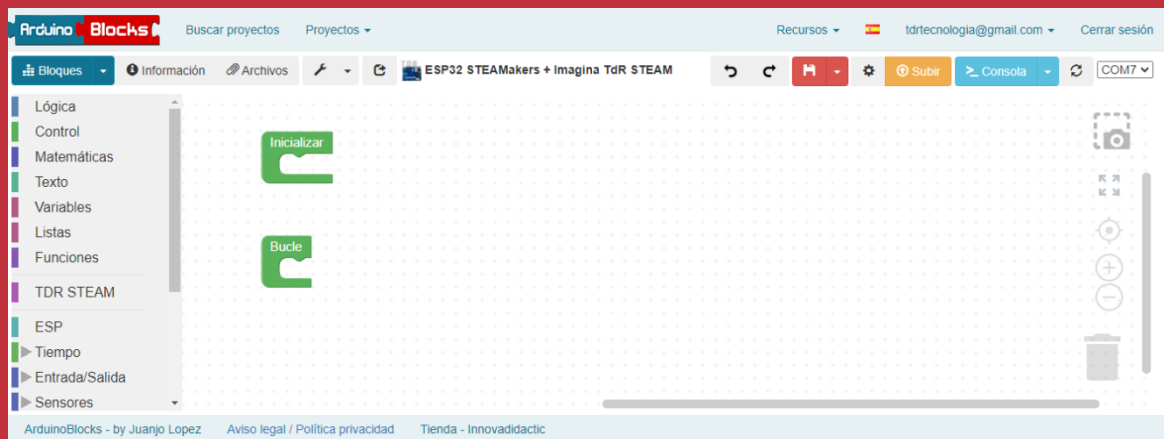 Arduino Blocks Buscar proyectos Proyectos Recursos tdrtecnologia@gmail.com Cerrar sesión
Bloques Información Archivos ESP32 STEAMakers + Imagina TdR STEAM Subir >_ Consola COM7
Lógica
Control
Matemáticas
Texto
Variables
Listas
Funciones
TDR STEAM
ESP
Tiempo
Entrada/Salida
Sensores
Inicializar
Bucle
ArduinoBlocks - by Juanjo Lopez Aviso legal / Política privacidad Tienda - Innovadidactic